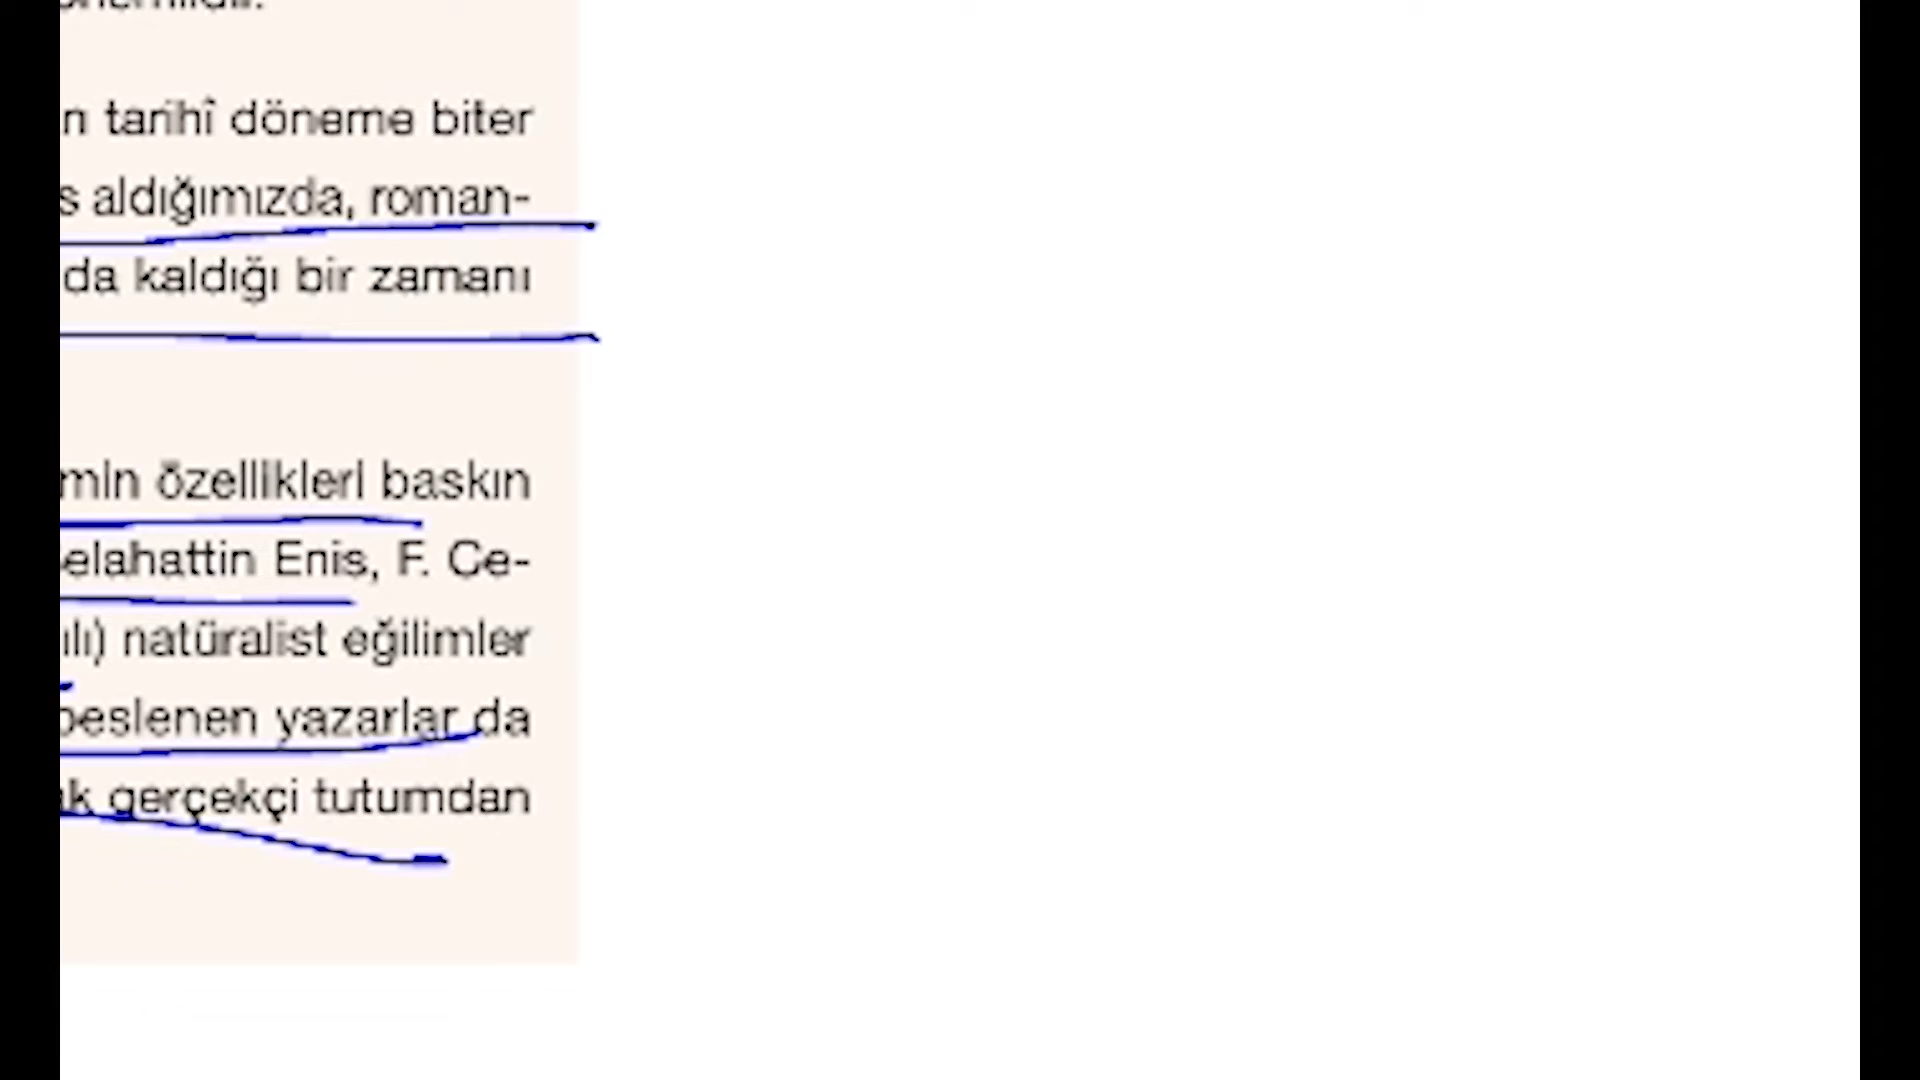 n tarihî döneme biter
s aldığımızda, roman-
da kaldığı bir zamanı
min özellikleri baskın
elahattin Enis, F. Ce-
ılı) natüralist eğilimler
beslenen yazarlar da
ık gerçekçi tutumdan